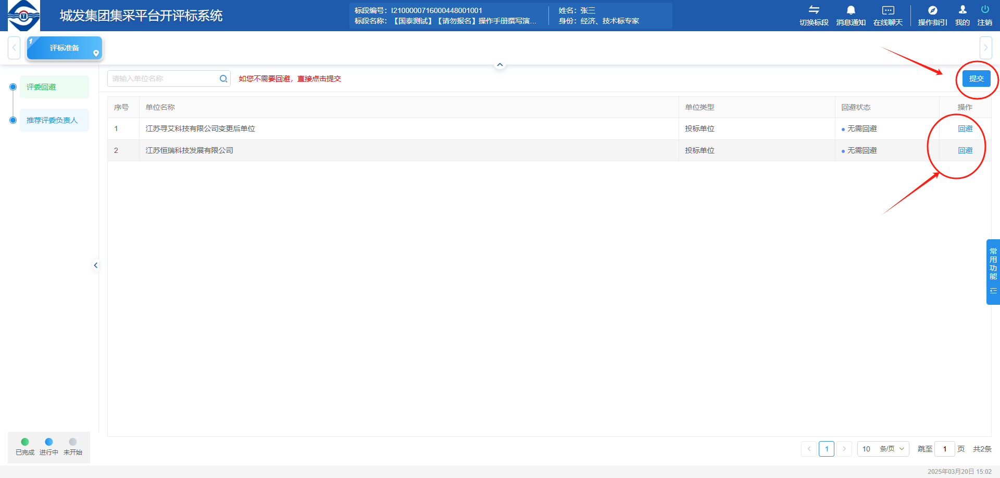 城发集团集采平台开评标系统
标段编号：I2100000716000448001001
标段名称：【国泰测试】【请勿报名】操作手册撰写演...
姓名：张三
身份：经济、技术标专家
切换标段
消息通知
在线聊天
操作指引
我的
注销
1
评标准备
评委回避
推荐评委负责人
请输入单位名称
如您不需要回避，直接点击提交
提交
序号 单位名称 单位类型 回避状态 操作
1 江苏寻艾科技有限公司变更后单位 投标单位 无需回避 回避
2 江苏恒瑞科技发展有限公司 投标单位 无需回避 回避
常用功能
已完成 进行中 未开始
1 10 条/页 跳至 1 页 共2条
2025年03月20日 15:02